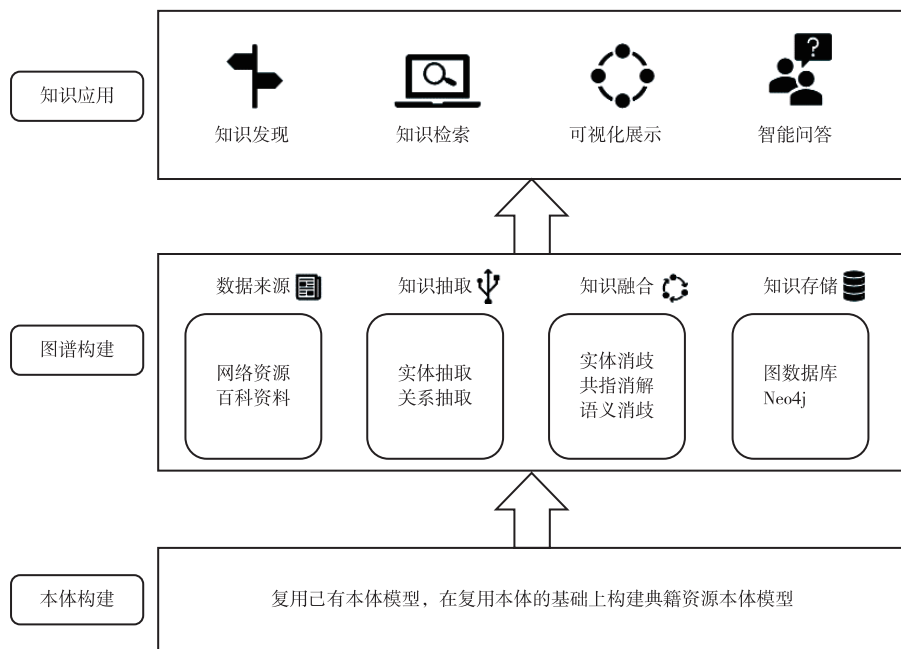 知识应用
知识发现
知识检索
可视化展示
智能问答
?
图谱构建
数据来源
知识抽取
知识融合
知识存储
网络资源
百科资料
实体抽取
关系抽取
实体消歧
共指消解
语义消歧
图数据库
Neo4j
本体构建
复用已有本体模型，在复用本体的基础上构建典籍资源本体模型